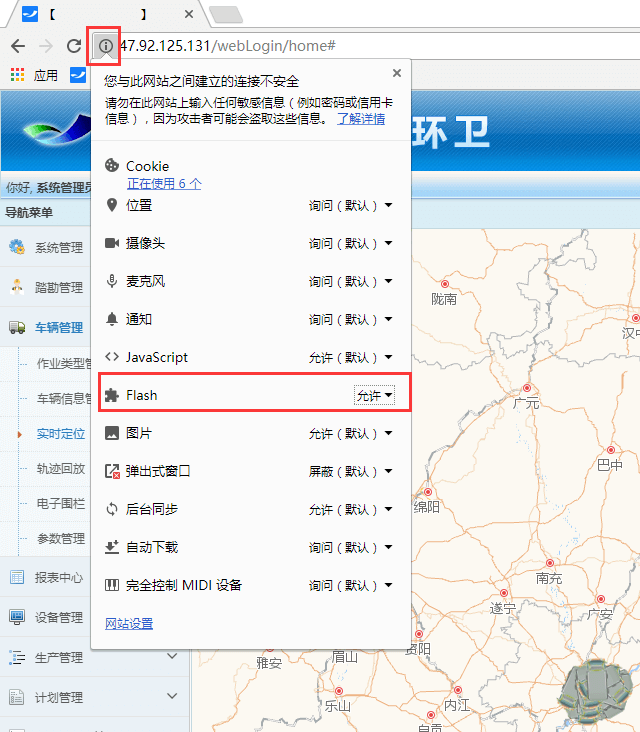 【 】
47.92.125.131/webLogin/home#
应用
您与此网站之间建立的连接不安全
请勿在此网站上输入任何敏感信息（例如密码或信用卡
信息），因为攻击者可能会盗取这些信息。 了解详情
环卫
Cookie
正在使用 6 个
位置 询问（默认）
摄像头 询问（默认）
麦克风 询问（默认）
通知 询问（默认）
JavaScript 允许（默认）
Flash 允许
图片 允许（默认）
弹出式窗口 屏蔽（默认）
后台同步 允许（默认）
自动下载 询问（默认）
完全控制 MIDI 设备 询问（默认）
网站设置
你好, 系统管理员
导航菜单
系统管理
踏勘管理
车辆管理
作业类型管
车辆信息管
实时定位
轨迹回放
电子围栏
参数管理
报表中心
设备管理
生产管理
计划管理
陇南
汉中
广元
巴中
绵阳
南充
遂宁
广安
资阳
眉山
雅安
乐山
内江
自贡